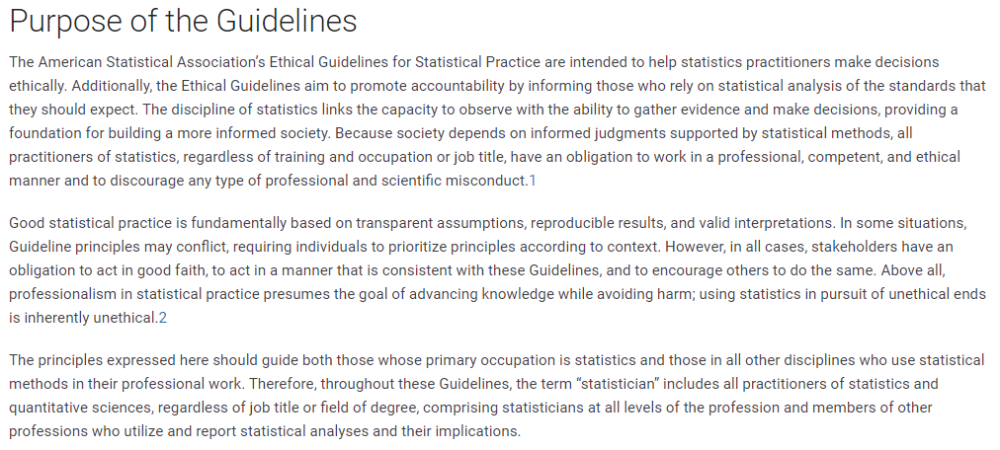 Purpose of the Guidelines
The American Statistical Association's Ethical Guidelines for Statistical Practice are intended to help statistics practitioners make decisions
ethically. Additionally, the Ethical Guidelines aim to promote accountability by informing those who rely on statistical analysis of the standards that
they should expect. The discipline of statistics links the capacity to observe with the ability to gather evidence and make decisions, providing a
foundation for building a more informed society. Because society depends on informed judgments supported by statistical methods, all
practitioners of statistics, regardless of training and occupation or job title, have an obligation to work in a professional, competent, and ethical
manner and to discourage any type of professional and scientific misconduct.1
Good statistical practice is fundamentally based on transparent assumptions, reproducible results, and valid interpretations. In some situations,
Guideline principles may conflict, requiring individuals to prioritize principles according to context. However, in all cases, stakeholders have an
obligation to act in good faith, to act in a manner that is consistent with these Guidelines, and to encourage others to do the same. Above all,
professionalism in statistical practice presumes the goal of advancing knowledge while avoiding harm; using statistics in pursuit of unethical ends
is inherently unethical.2
The principles expressed here should guide both those whose primary occupation is statistics and those in all other disciplines who use statistical
methods in their professional work. Therefore, throughout these Guidelines, the term “statistician” includes all practitioners of statistics and
quantitative sciences, regardless of job title or field of degree, comprising statisticians at all levels of the profession and members of other
professions who utilize and report statistical analyses and their implications.